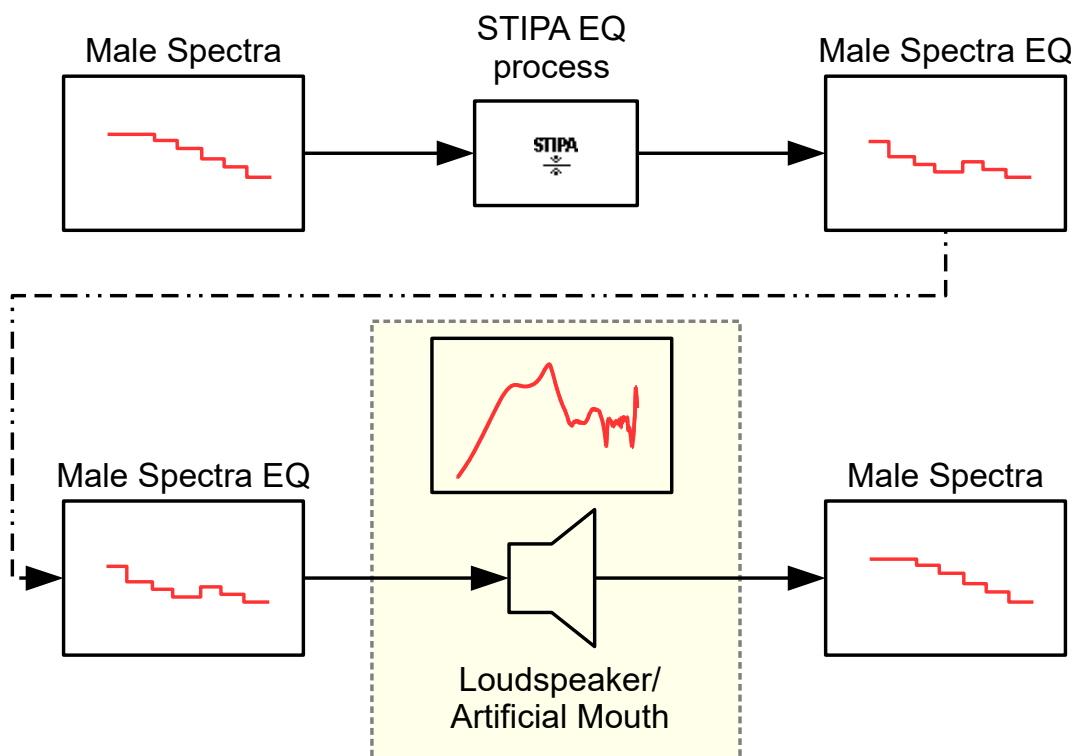 Male Spectra
STIPA EQ
process
Male Spectra EQ
STIPA
Male Spectra EQ
Male Spectra
Loudspeaker/
Artificial Mouth